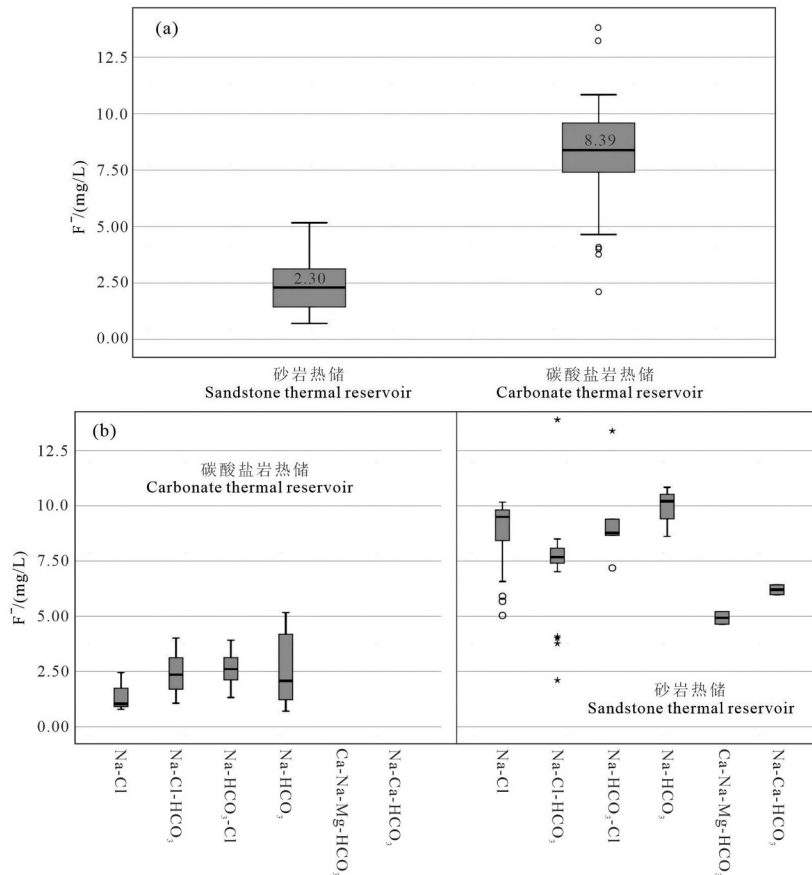 (a)
12.5
10.0
7.50
5.00
2.50
0.00
F⁻/(mg/L)
8.39
2.30
砂岩热储
Sandstone thermal reservoir
碳酸盐岩热储
Carbonate thermal reservoir
(b)
12.5
10.0
7.50
5.00
2.50
0.00
F⁻/(mg/L)
碳酸盐岩热储
Carbonate thermal reservoir
砂岩热储
Sandstone thermal reservoir
Na-Cl
Na-Cl-HCO₃
Na-HCO₃-Cl
Na-HCO₃
Ca-Na-Mg-HCO₃
Na-Ca-HCO₃
Na-Cl
Na-Cl-HCO₃
Na-HCO₃-Cl
Na-HCO₃
Ca-Na-Mg-HCO₃
Na-Ca-HCO₃